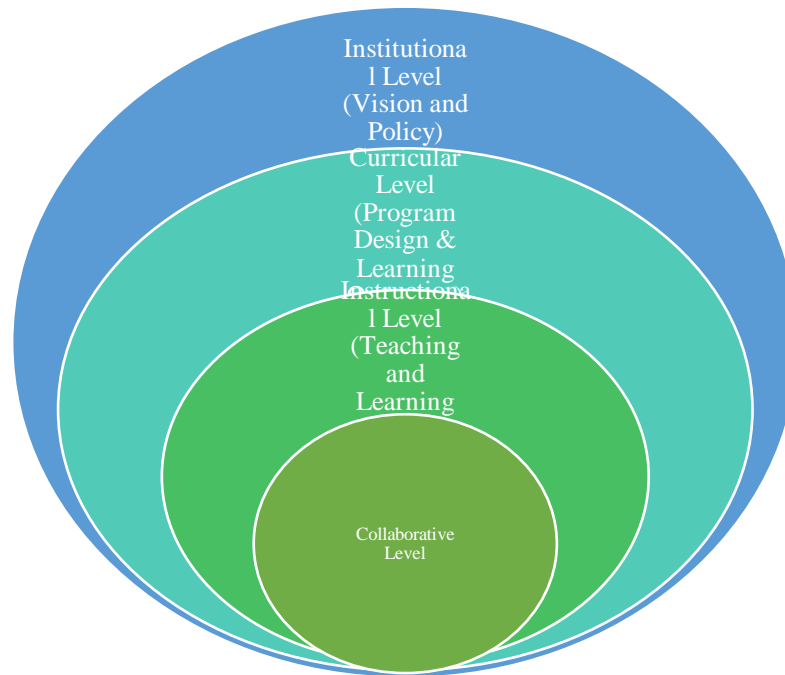 Institutiona
l Level
(Vision and
Policy)
Curricular
Level
(Program
Design &
Learning
Instructiona
l Level
(Teaching
and
Learning
Collaborative
Level